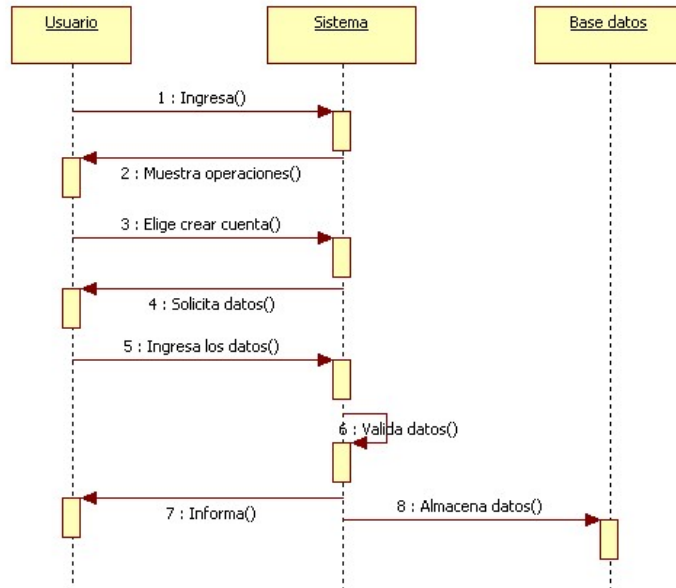 Usuario
Sistema
Base datos
1 : Ingresa()
2 : Muestra operaciones()
3 : Elige crear cuenta()
4 : Solicita datos()
5 : Ingresa los datos()
6 : Valida datos()
7 : Informa()
8 : Almacena datos()